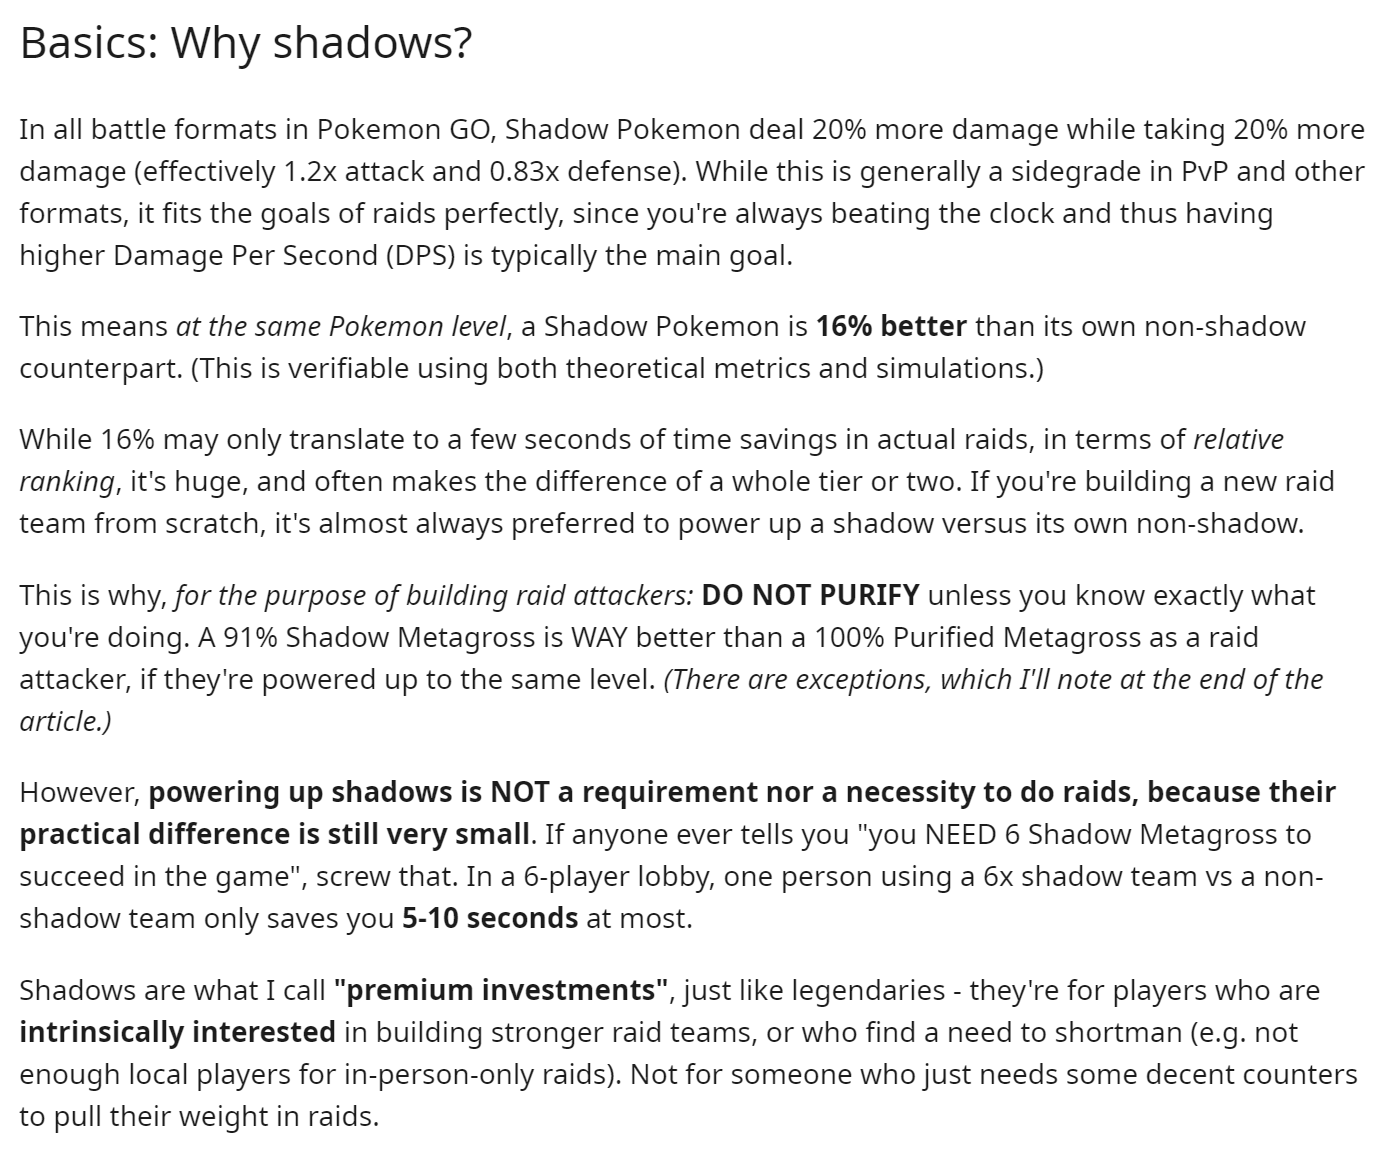 Basics: Why shadows?
In all battle formats in Pokemon GO, Shadow Pokemon deal 20% more damage while taking 20% more
damage (effectively 1.2x attack and 0.83x defense). While this is generally a sidegrade in PvP and other
formats, it fits the goals of raids perfectly, since you're always beating the clock and thus having
higher Damage Per Second (DPS) is typically the main goal.
This means at the same Pokemon level, a Shadow Pokemon is 16% better than its own non-shadow
counterpart. (This is verifiable using both theoretical metrics and simulations.)
While 16% may only translate to a few seconds of time savings in actual raids, in terms of relative
ranking, it's huge, and often makes the difference of a whole tier or two. If you're building a new raid
team from scratch, it's almost always preferred to power up a shadow versus its own non-shadow.
This is why, for the purpose of building raid attackers: DO NOT PURIFY unless you know exactly what
you're doing. A 91% Shadow Metagross is WAY better than a 100% Purified Metagross as a raid
attacker, if they're powered up to the same level. (There are exceptions, which I'll note at the end of the
article.)
However, powering up shadows is NOT a requirement nor a necessity to do raids, because their
practical difference is still very small. If anyone ever tells you "you NEED 6 Shadow Metagross to
succeed in the game", screw that. In a 6-player lobby, one person using a 6x shadow team vs a non-
shadow team only saves you 5-10 seconds at most.
Shadows are what I call "premium investments", just like legendaries - they're for players who are
intrinsically interested in building stronger raid teams, or who find a need to shortman (e.g. not
enough local players for in-person-only raids). Not for someone who just needs some decent counters
to pull their weight in raids.